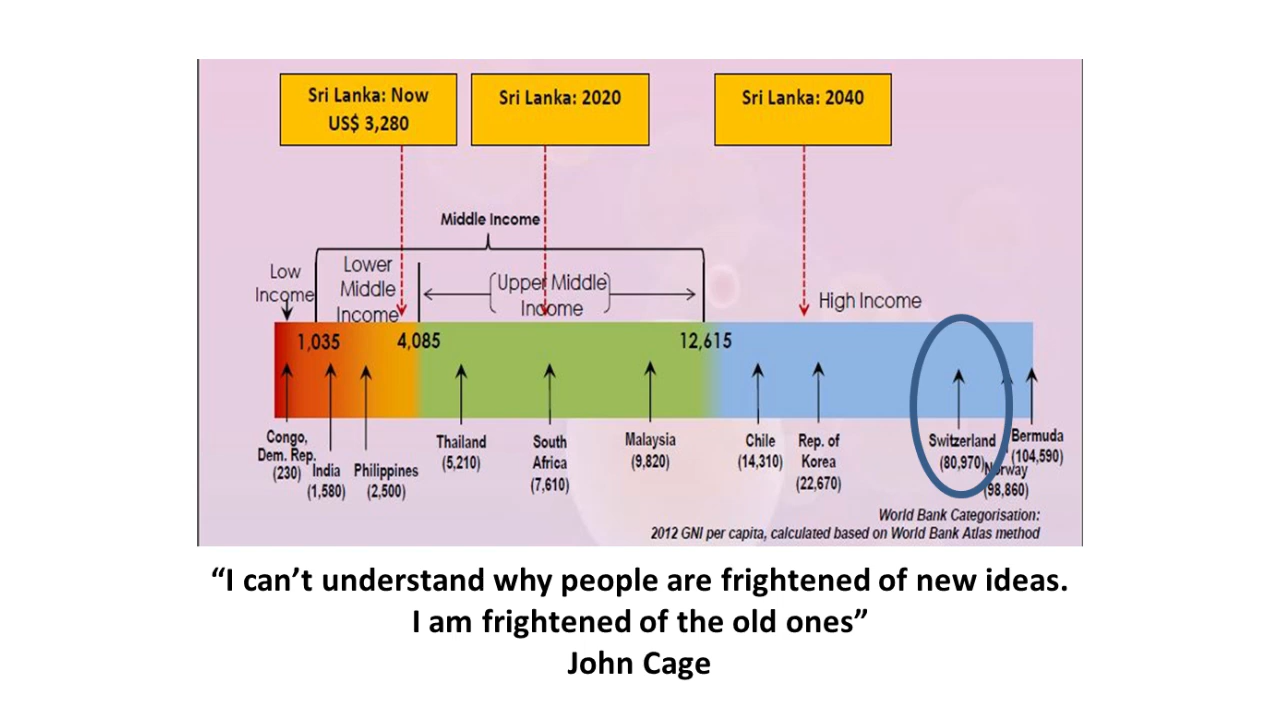 Sri Lanka: Now
US$ 3,280
Sri Lanka: 2020
Sri Lanka: 2040
Middle Income
Low
Income
Lower
Middle
Income
Upper Middle
Income
High Income
1,035
4,085
12,615
Congo,
Dem. Rep.
(230)
India
(1,580)
Philippines
(2,500)
Thailand
(5,210)
South
Africa
(7,610)
Malaysia
(9,820)
Chile
(14,310)
Rep. of
Korea
(22,670)
Switzerland
(80,970)
Norway
(98,860)
Bermuda
(104,590)
World Bank Categorisation:
2012 GNI per capita, calculated based on World Bank Atlas method
“I can’t understand why people are frightened of new ideas.
I am frightened of the old ones”
John Cage